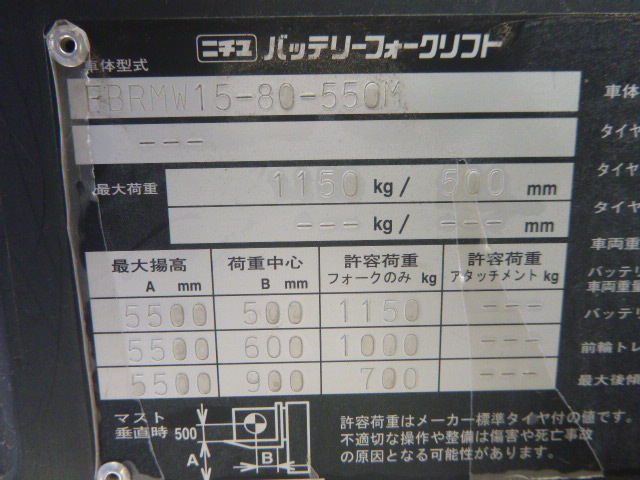 ニチユ バッテリーフォークリフト
車体型式
FBRMW15-80-550M
---
最大荷重 1150 kg/ 500 mm
--- kg/ --- mm
最大揚高 荷重中心 許容荷重 許容荷重
A mm B mm フォークのみ kg アタッチメント kg
5500 500 1150 ---
5500 600 1000 ---
5500 900 700 ---
マスト
垂直時 500 A B
許容荷重はメーカー標準タイヤ付の値です。
不適切な操作や整備は傷害や死亡事故
の原因となる可能性があります。
車体
タイヤ
タイヤ
タイヤ
車両重
バッテリ
車両重量
バッテ
前輪トレ
最大後傾